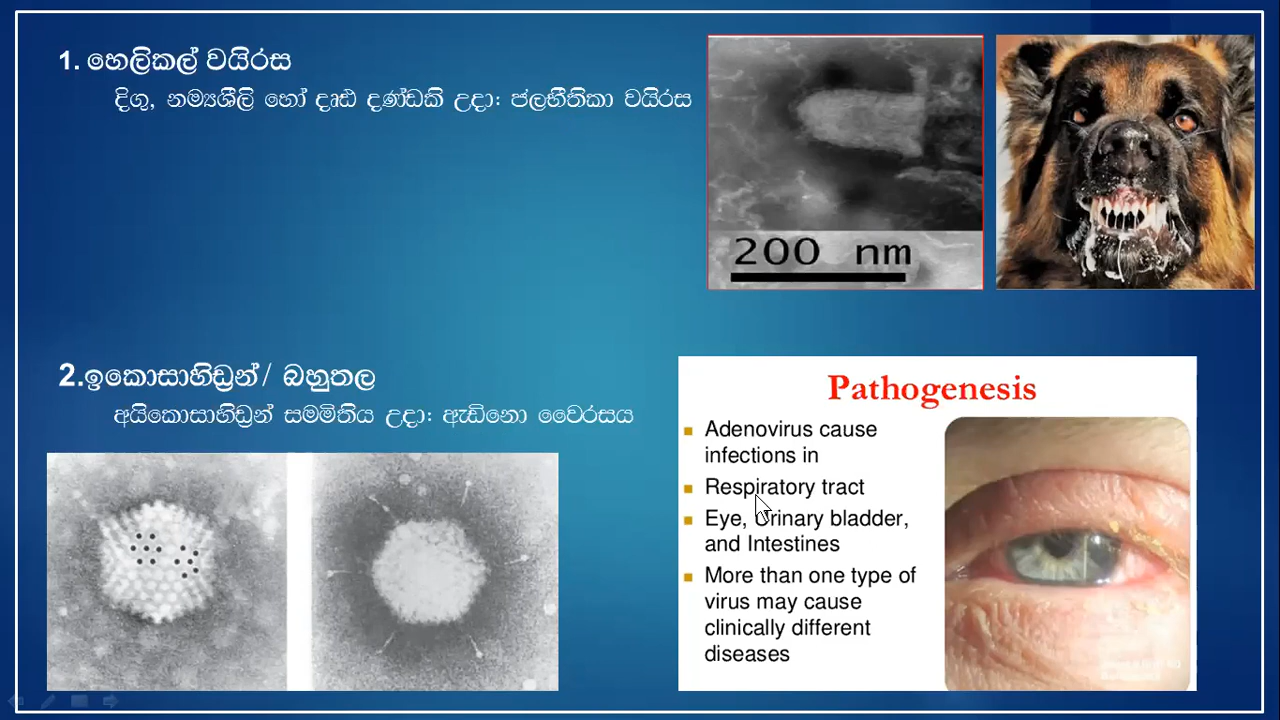 1. හෙලිකල් වයිරස
දිගු, නම්‍යශීලි හෝ දෘඪ දණ්ඩකි උදා: ජලභීතිකා වයිරස
200 nm
2.ඉකොසාහිඩ්‍රන්/ බහුතල
අයිකොසාහිඩ්‍රන් සමමිතිය උදා: ඇඩිනො වෛරසය
Pathogenesis
Adenovirus cause
infections in
Respiratory tract
Eye, Urinary bladder,
and Intestines
More than one type of
virus may cause
clinically different
diseases